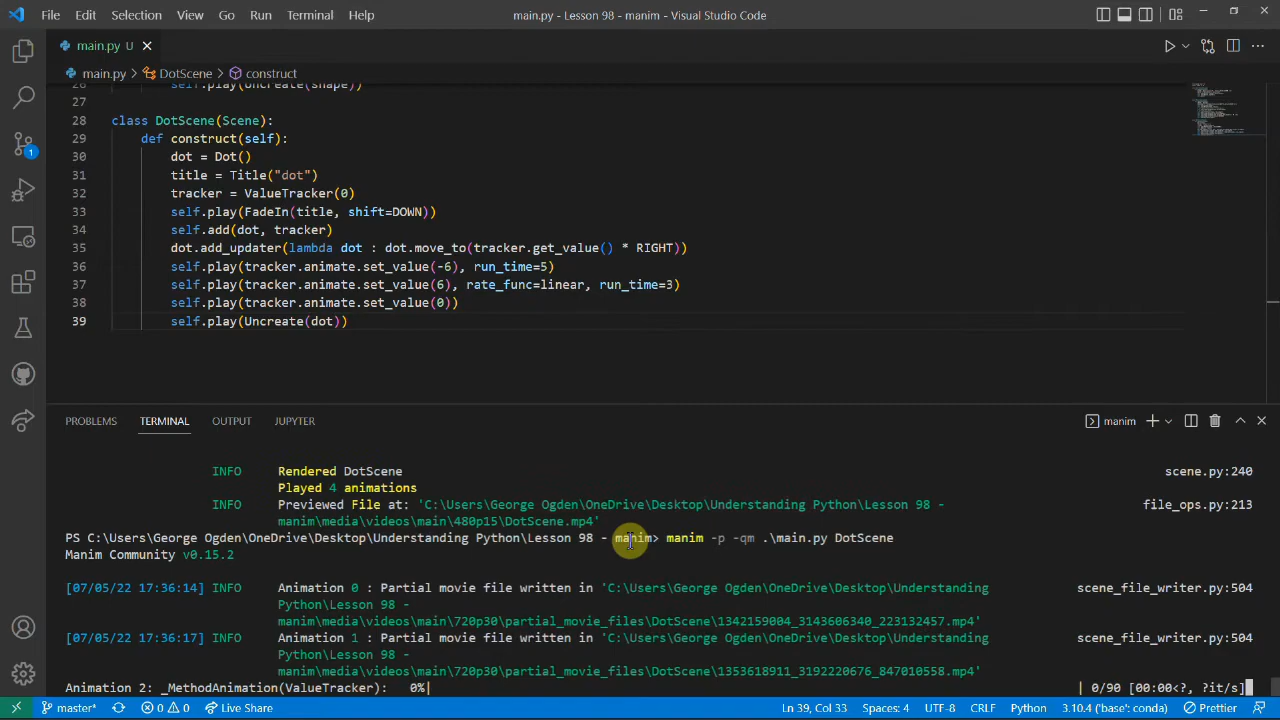 File Edit Selection View Go Run Terminal Help main.py - Lesson 98 - manim - Visual Studio Code
main.py U
main.py > DotScene > construct
26 self.play(Uncreate(shape))
27
28 class DotScene(Scene):
29 def construct(self):
30 dot = Dot()
31 title = Title("dot")
32 tracker = ValueTracker(0)
33 self.play(FadeIn(title, shift=DOWN))
34 self.add(dot, tracker)
35 dot.add_updater(lambda dot : dot.move_to(tracker.get_value() * RIGHT))
36 self.play(tracker.animate.set_value(-6), run_time=5)
37 self.play(tracker.animate.set_value(6), rate_func=linear, run_time=3)
38 self.play(tracker.animate.set_value(0))
39 self.play(Uncreate(dot))
1
PROBLEMS TERMINAL OUTPUT JUPYTER manim
INFO Rendered DotScene scene.py:240
Played 4 animations
INFO Previewed File at: 'C:\Users\George Ogden\OneDrive\Desktop\Understanding Python\Lesson 98 - file_ops.py:213
manim\media\videos\main\480p15\DotScene.mp4'
PS C:\Users\George Ogden\OneDrive\Desktop\Understanding Python\Lesson 98 - manim> manim -p -qm .\main.py DotScene
Manim Community v0.15.2
[07/05/22 17:36:14] INFO Animation 0 : Partial movie file written in 'C:\Users\George Ogden\OneDrive\Desktop\Understanding scene_file_writer.py:504
Python\Lesson 98 -
manim\media\videos\main\720p30\partial_movie_files\DotScene\1342159004_3143606340_223132457.mp4'
[07/05/22 17:36:17] INFO Animation 1 : Partial movie file written in 'C:\Users\George Ogden\OneDrive\Desktop\Understanding scene_file_writer.py:504
Python\Lesson 98 -
manim\media\videos\main\720p30\partial_movie_files\DotScene\1353618911_3192220676_847010558.mp4'
Animation 2: _MethodAnimation(ValueTracker): 0%| | 0/90 [00:00<?, ?it/s]
master* 0 0 Live Share Ln 39, Col 33 Spaces: 4 UTF-8 CRLF Python 3.10.4 ('base': conda) Prettier